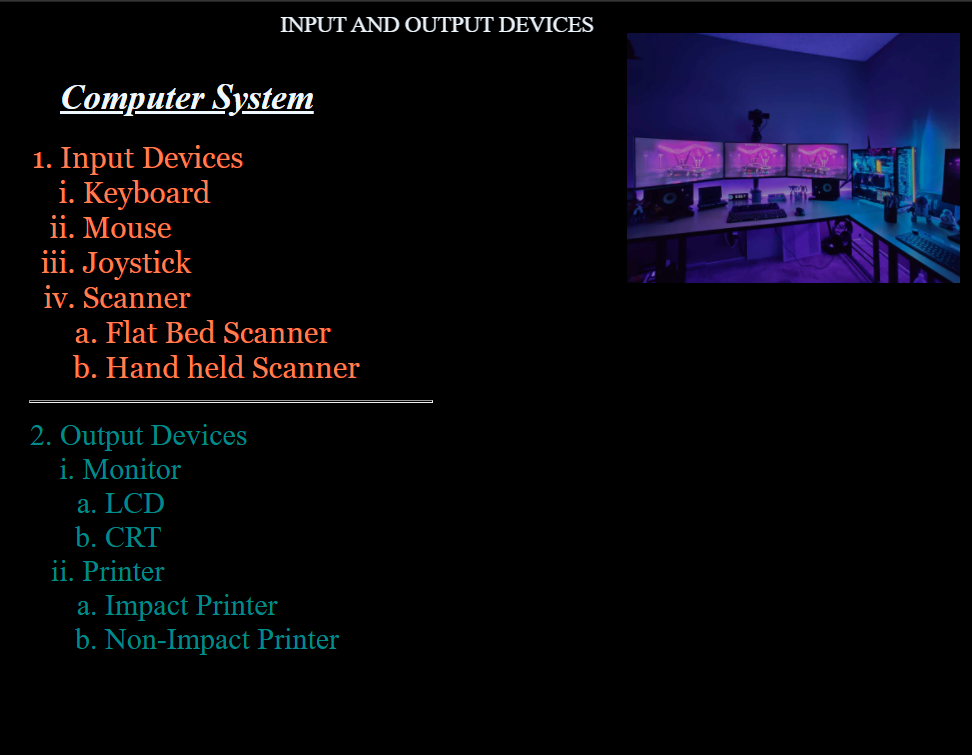 INPUT AND OUTPUT DEVICES
Computer System
1. Input Devices
i. Keyboard
ii. Mouse
iii. Joystick
iv. Scanner
a. Flat Bed Scanner
b. Hand held Scanner
2. Output Devices
i. Monitor
a. LCD
b. CRT
ii. Printer
a. Impact Printer
b. Non-Impact Printer